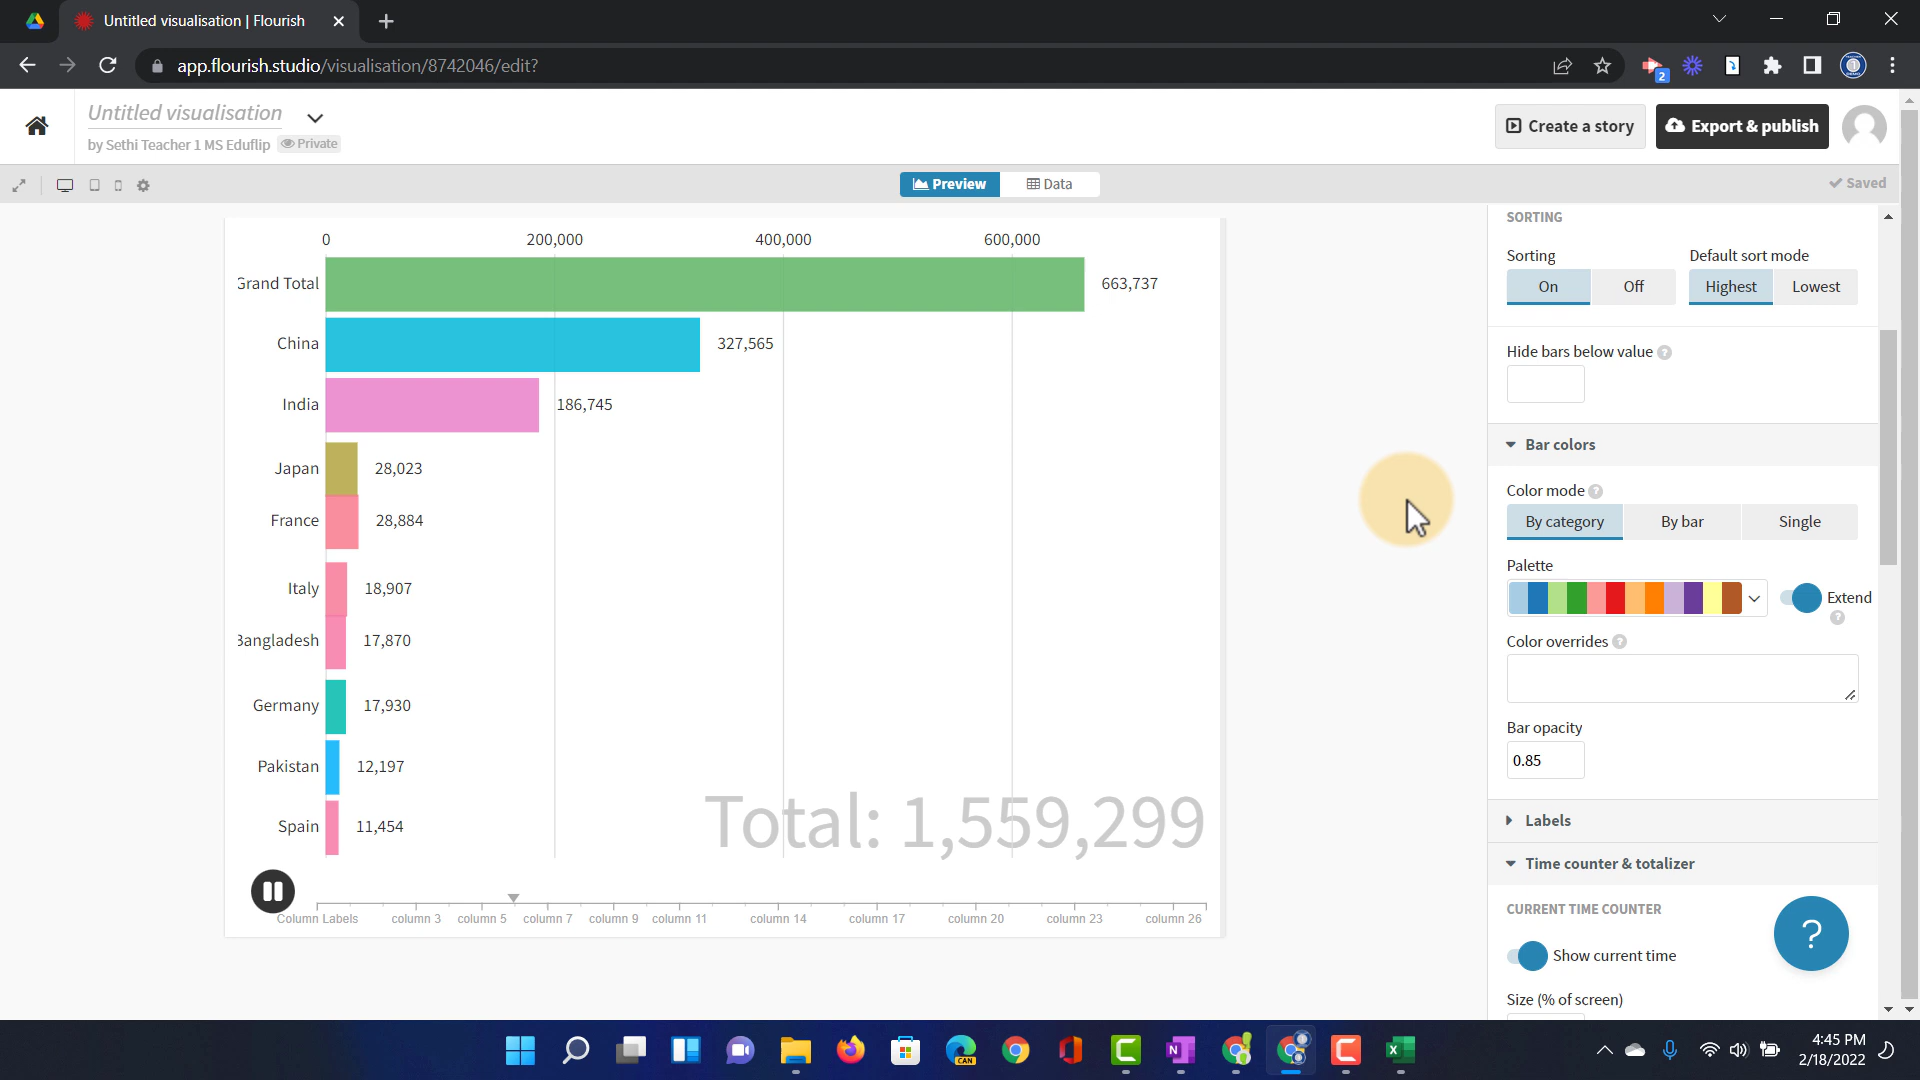 Untitled visualisation | Flourish
app.flourish.studio/visualisation/8742046/edit?
2
1
Untitled visualisation
by Sethi Teacher 1 MS Eduflip Private
Create a story
Export & publish
Preview
Data
Saved
0 200,000 400,000 600,000
Grand Total 663,737
China 327,565
India 186,745
Japan 28,023
France 28,884
Italy 18,907
Bangladesh 17,870
Germany 17,930
Pakistan 12,197
Spain 11,454
Total: 1,559,299
Column Labels column 3 column 5 column 7 column 9 column 11 column 14 column 17 column 20 column 23 column 26
SORTING
Sorting Default sort mode
On Off Highest Lowest
Hide bars below value ?
Bar colors
Color mode ?
By category By bar Single
Palette
Extend
?
Color overrides ?
Bar opacity
0.85
Labels
Time counter & totalizer
CURRENT TIME COUNTER
Show current time
Size (% of screen)
?
CAN
4:45 PM
2/18/2022